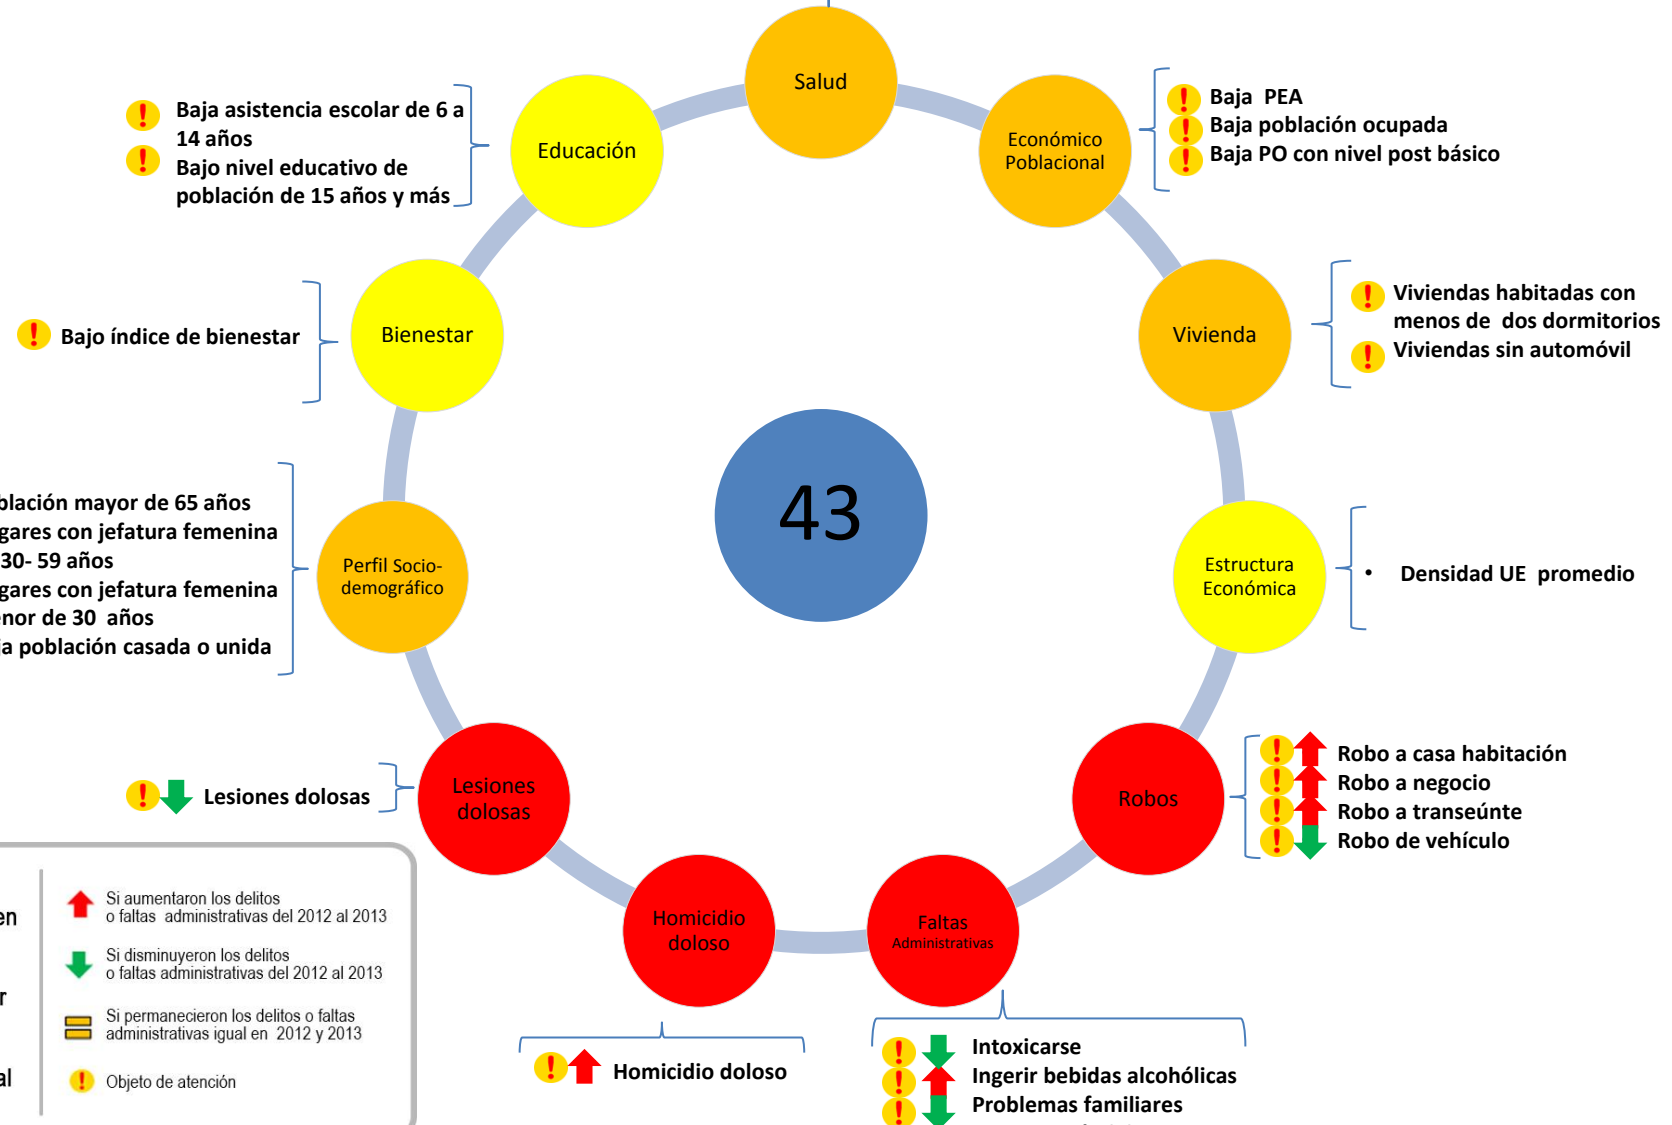 Salud
Baja asistencia escolar de 6 a
14 años
Bajo nivel educativo de
población de 15 años y más
Educación
Económico
Poblacional
Baja PEA
Baja población ocupada
Baja PO con nivel post básico
Bajo índice de bienestar
Bienestar
Vivienda
Viviendas habitadas con
menos de dos dormitorios
Viviendas sin automóvil
43
blación mayor de 65 años
gares con jefatura femenina
30- 59 años
gares con jefatura femenina
enor de 30 años
ja población casada o unida
Perfil Socio-
demográfico
Estructura
Económica
• Densidad UE promedio
Lesiones dolosas
Lesiones
dolosas
Robos
Robo a casa habitación
Robo a negocio
Robo a transeúnte
Robo de vehículo
Homicidio
doloso
Faltas
Administrativas
Homicidio doloso
Intoxicarse
Ingerir bebidas alcohólicas
Problemas familiares
en
r
al
Si aumentaron los delitos
o faltas administrativas del 2012 al 2013
Si disminuyeron los delitos
o faltas administrativas del 2012 al 2013
Si permanecieron los delitos o faltas
administrativas igual en 2012 y 2013
Objeto de atención